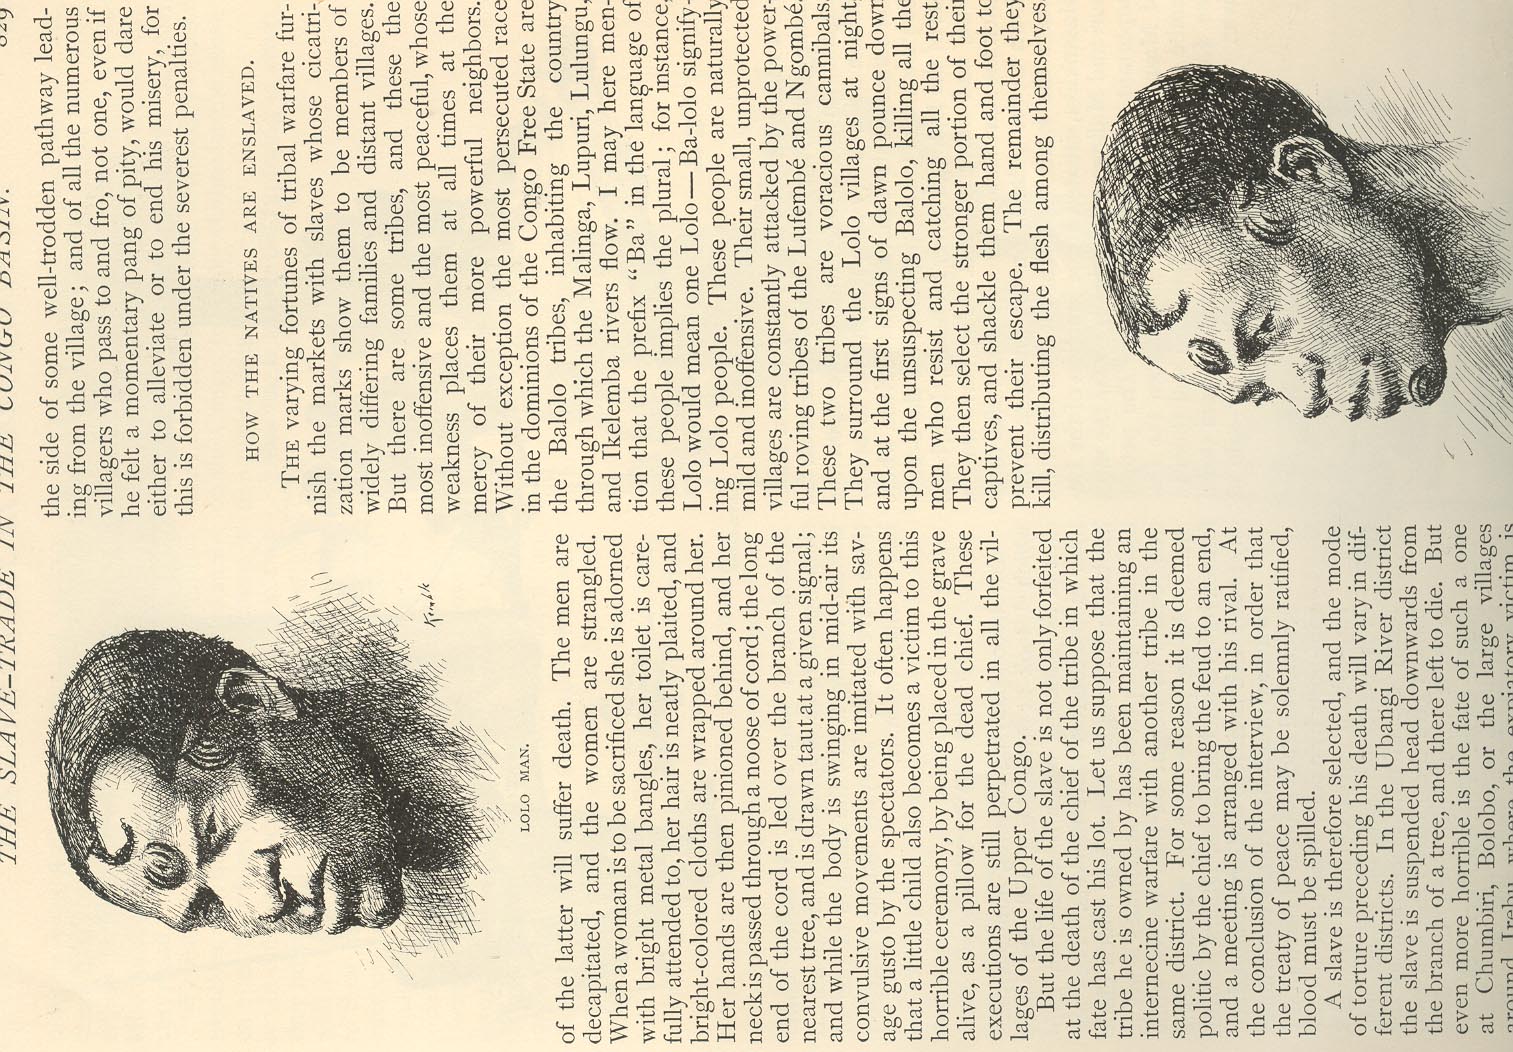 THE SLAVE-TRADE IN THE CONGO BASIN. 829
Kemble
LOLO MAN.
of the latter will suffer death. The men are
decapitated, and the women are strangled.
When a woman is to be sacrificed she is adorned
with bright metal bangles, her toilet is care-
fully attended to, her hair is neatly plaited, and
bright-colored cloths are wrapped around her.
Her hands are then pinioned behind, and her
neck is passed through a noose of cord; the long
end of the cord is led over the branch of the
nearest tree, and is drawn taut at a given signal;
and while the body is swinging in mid-air its
convulsive movements are imitated with sav-
age gusto by the spectators. It often happens
that a little child also becomes a victim to this
horrible ceremony, by being placed in the grave
alive, as a pillow for the dead chief. These
executions are still perpetrated in all the vil-
lages of the Upper Congo.
But the life of the slave is not only forfeited
at the death of the chief of the tribe in which
fate has cast his lot. Let us suppose that the
tribe he is owned by has been maintaining an
internecine warfare with another tribe in the
same district. For some reason it is deemed
politic by the chief to bring the feud to an end,
and a meeting is arranged with his rival. At
the conclusion of the interview, in order that
the treaty of peace may be solemnly ratified,
blood must be spilled.
A slave is therefore selected, and the mode
of torture preceding his death will vary in dif-
ferent districts. In the Ubangi River district
the slave is suspended head downwards from
the branch of a tree, and there left to die. But
even more horrible is the fate of such a one
at Chumbiri, Bolobo, or the large villages
around Irebu, where the expiatory victim is
the side of some well-trodden pathway lead-
ing from the village; and of all the numerous
villagers who pass to and fro, not one, even if
he felt a momentary pang of pity, would dare
either to alleviate or to end his misery, for
this is forbidden under the severest penalties.
HOW THE NATIVES ARE ENSLAVED.
THE varying fortunes of tribal warfare fur-
nish the markets with slaves whose cicatri-
zation marks show them to be members of
widely differing families and distant villages.
But there are some tribes, and these the
most inoffensive and the most peaceful, whose
weakness places them at all times at the
mercy of their more powerful neighbors.
Without exception the most persecuted race
in the dominions of the Congo Free State are
the Balolo tribes, inhabiting the country
through which the Malinga, Lupuri, Lulungu,
and Ikelemba rivers flow. I may here men-
tion that the prefix “Ba” in the language of
these people implies the plural; for instance,
Lolo would mean one Lolo—Ba-lolo signify-
ing Lolo people. These people are naturally
mild and inoffensive. Their small, unprotected
villages are constantly attacked by the power-
ful roving tribes of the Lufembé and Ngombé.
These two tribes are voracious cannibals.
They surround the Lolo villages at night,
and at the first signs of dawn pounce down
upon the unsuspecting Balolo, killing all the
men who resist and catching all the rest.
They then select the stronger portion of their
captives, and shackle them hand and foot to
prevent their escape. The remainder they
kill, distributing the flesh among themselves.